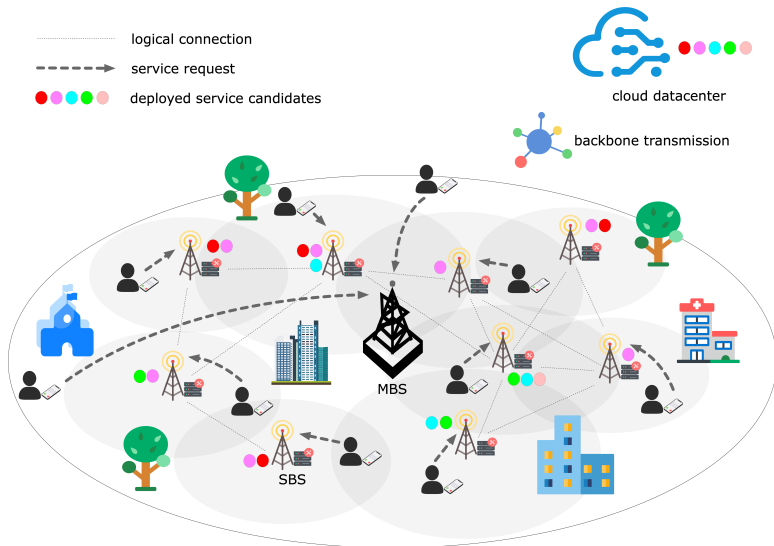 logical connection
service request
deployed service candidates
cloud datacenter
backbone transmission
MBS
SBS